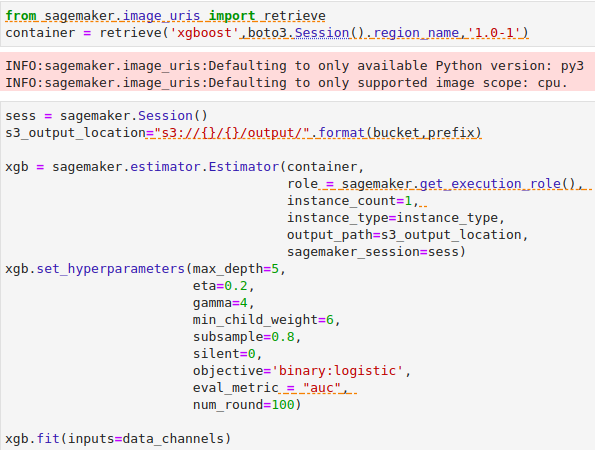 from sagemaker.image_uris import retrieve
container = retrieve('xgboost',boto3.Session().region_name,'1.0-1')
INFO:sagemaker.image_uris:Defaulting to only available Python version: py3
INFO:sagemaker.image_uris:Defaulting to only supported image scope: cpu.
sess = sagemaker.Session()
s3_output_location="s3://{}/{}/output/".format(bucket,prefix)
xgb = sagemaker.estimator.Estimator(container,
role = sagemaker.get_execution_role(),
instance_count=1,
instance_type=instance_type,
output_path=s3_output_location,
sagemaker_session=sess)
xgb.set_hyperparameters(max_depth=5,
eta=0.2,
gamma=4,
min_child_weight=6,
subsample=0.8,
silent=0,
objective='binary:logistic',
eval_metric = "auc",
num_round=100)
xgb.fit(inputs=data_channels)